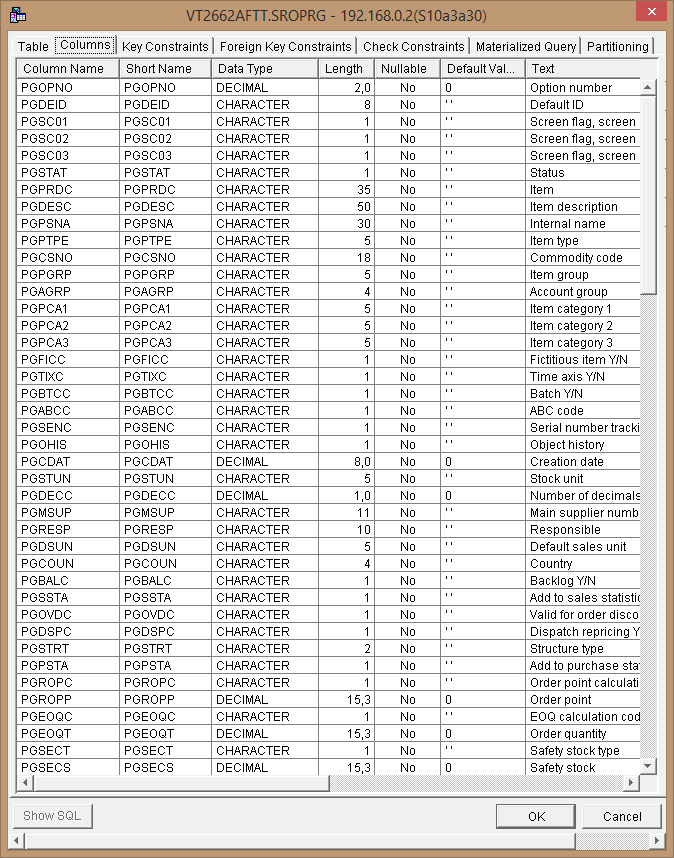 VT2662AFTT.SROPRG - 192.168.0.2(S10a3a30)
Table Columns Key Constraints Foreign Key Constraints Check Constraints Materialized Query Partitioning
Column Name Short Name Data Type Length Nullable Default Val... Text
PGOPNO PGOPNO DECIMAL 2,0 No 0 Option number
PGDEID PGDEID CHARACTER 8 No ' ' Default ID
PGSC01 PGSC01 CHARACTER 1 No ' ' Screen flag, screen
PGSC02 PGSC02 CHARACTER 1 No ' ' Screen flag, screen
PGSC03 PGSC03 CHARACTER 1 No ' ' Screen flag, screen
PGSTAT PGSTAT CHARACTER 1 No ' ' Status
PGPRDC PGPRDC CHARACTER 35 No ' ' Item
PGDESC PGDESC CHARACTER 50 No ' ' Item description
PGPSNA PGPSNA CHARACTER 30 No ' ' Internal name
PGPTPE PGPTPE CHARACTER 5 No ' ' Item type
PGCSNO PGCSNO CHARACTER 18 No ' ' Commodity code
PGPGRP PGPGRP CHARACTER 5 No ' ' Item group
PGAGRP PGAGRP CHARACTER 4 No ' ' Account group
PGPCA1 PGPCA1 CHARACTER 5 No ' ' Item category 1
PGPCA2 PGPCA2 CHARACTER 5 No ' ' Item category 2
PGPCA3 PGPCA3 CHARACTER 5 No ' ' Item category 3
PGFICC PGFICC CHARACTER 1 No ' ' Fictitious item Y/N
PGTIXC PGTIXC CHARACTER 1 No ' ' Time axis Y/N
PGBTCC PGBTCC CHARACTER 1 No ' ' Batch Y/N
PGABCC PGABCC CHARACTER 1 No ' ' ABC code
PGSENC PGSENC CHARACTER 1 No ' ' Serial number tracki
PGOHIS PGOHIS CHARACTER 1 No ' ' Object history
PGCDAT PGCDAT DECIMAL 8,0 No 0 Creation date
PGSTUN PGSTUN CHARACTER 5 No ' ' Stock unit
PGDECC PGDECC DECIMAL 1,0 No 0 Number of decimals
PGMSUP PGMSUP CHARACTER 11 No ' ' Main supplier numb
PGRESP PGRESP CHARACTER 10 No ' ' Responsible
PGDSUN PGDSUN CHARACTER 5 No ' ' Default sales unit
PGCOUN PGCOUN CHARACTER 4 No ' ' Country
PGBALC PGBALC CHARACTER 1 No ' ' Backlog Y/N
PGSSTA PGSSTA CHARACTER 1 No ' ' Add to sales statistic
PGOVDC PGOVDC CHARACTER 1 No ' ' Valid for order disco
PGDSPC PGDSPC CHARACTER 1 No ' ' Dispatch repricing Y
PGSTRT PGSTRT CHARACTER 2 No ' ' Structure type
PGPSTA PGPSTA CHARACTER 1 No ' ' Add to purchase sta
PGROPC PGROPC CHARACTER 1 No ' ' Order point calculati
PGROPP PGROPP DECIMAL 15,3 No 0 Order point
PGEOQC PGEOQC CHARACTER 1 No ' ' EOQ calculation cod
PGEOQT PGEOQT DECIMAL 15,3 No 0 Order quantity
PGSECT PGSECT CHARACTER 1 No ' ' Safety stock type
PGSECS PGSECS DECIMAL 15,3 No 0 Safety stock
Show SQL OK Cancel